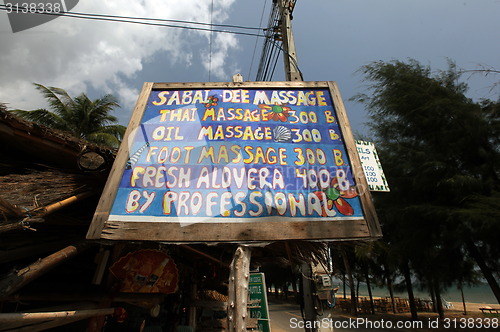 SABAI DEE MASSAGE
THAI MASSAGE 300 B.
OIL MASSAGE 300 B.
FOOT MASSAGE 300 B.
FRESH ALOVERA 400 B.
BY PROFESSIONAL